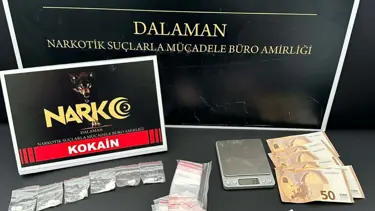 DALAMAN
NARKOTİK SUÇLARLA MÜCADELE BÜRO AMİRLİĞİ
NARKO
DALAMAN
NARKOTİK SUÇLARLA MÜCADELE BÜRO AMİRLİĞİ
KOKAİN
50